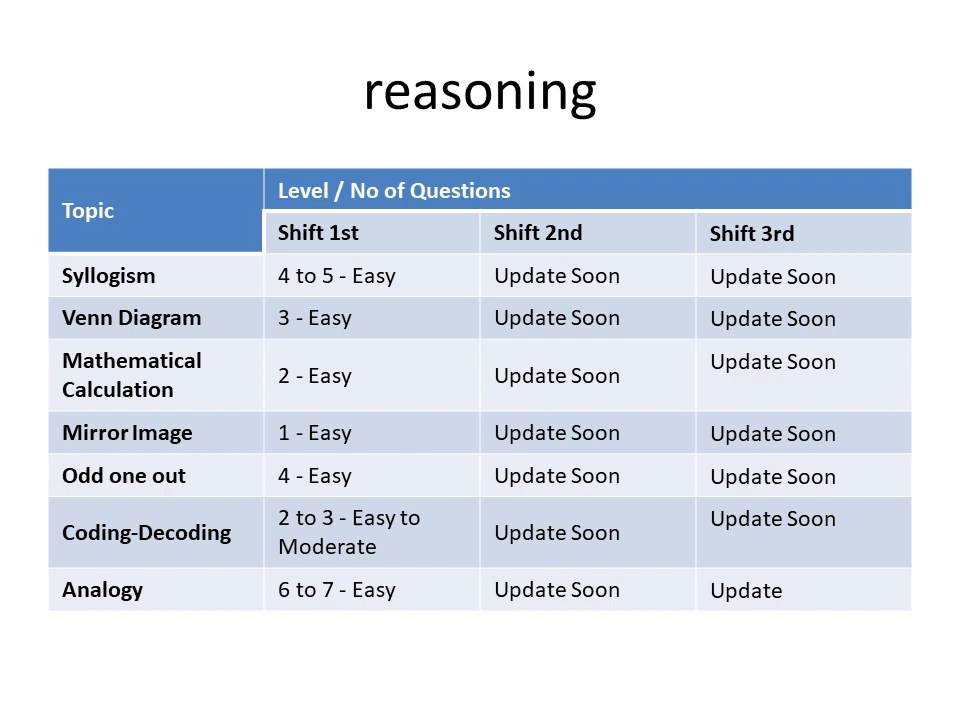 reasoning
Topic
Level / No of Questions
Shift 1st
Shift 2nd
Shift 3rd
Syllogism
4 to 5 - Easy
Update Soon
Update Soon
Venn Diagram
3 - Easy
Update Soon
Update Soon
Mathematical
Calculation
2 - Easy
Update Soon
Update Soon
Mirror Image
1 - Easy
Update Soon
Update Soon
Odd one out
4 - Easy
Update Soon
Update Soon
Coding-Decoding
2 to 3 - Easy to
Moderate
Update Soon
Update Soon
Analogy
6 to 7 - Easy
Update Soon
Update